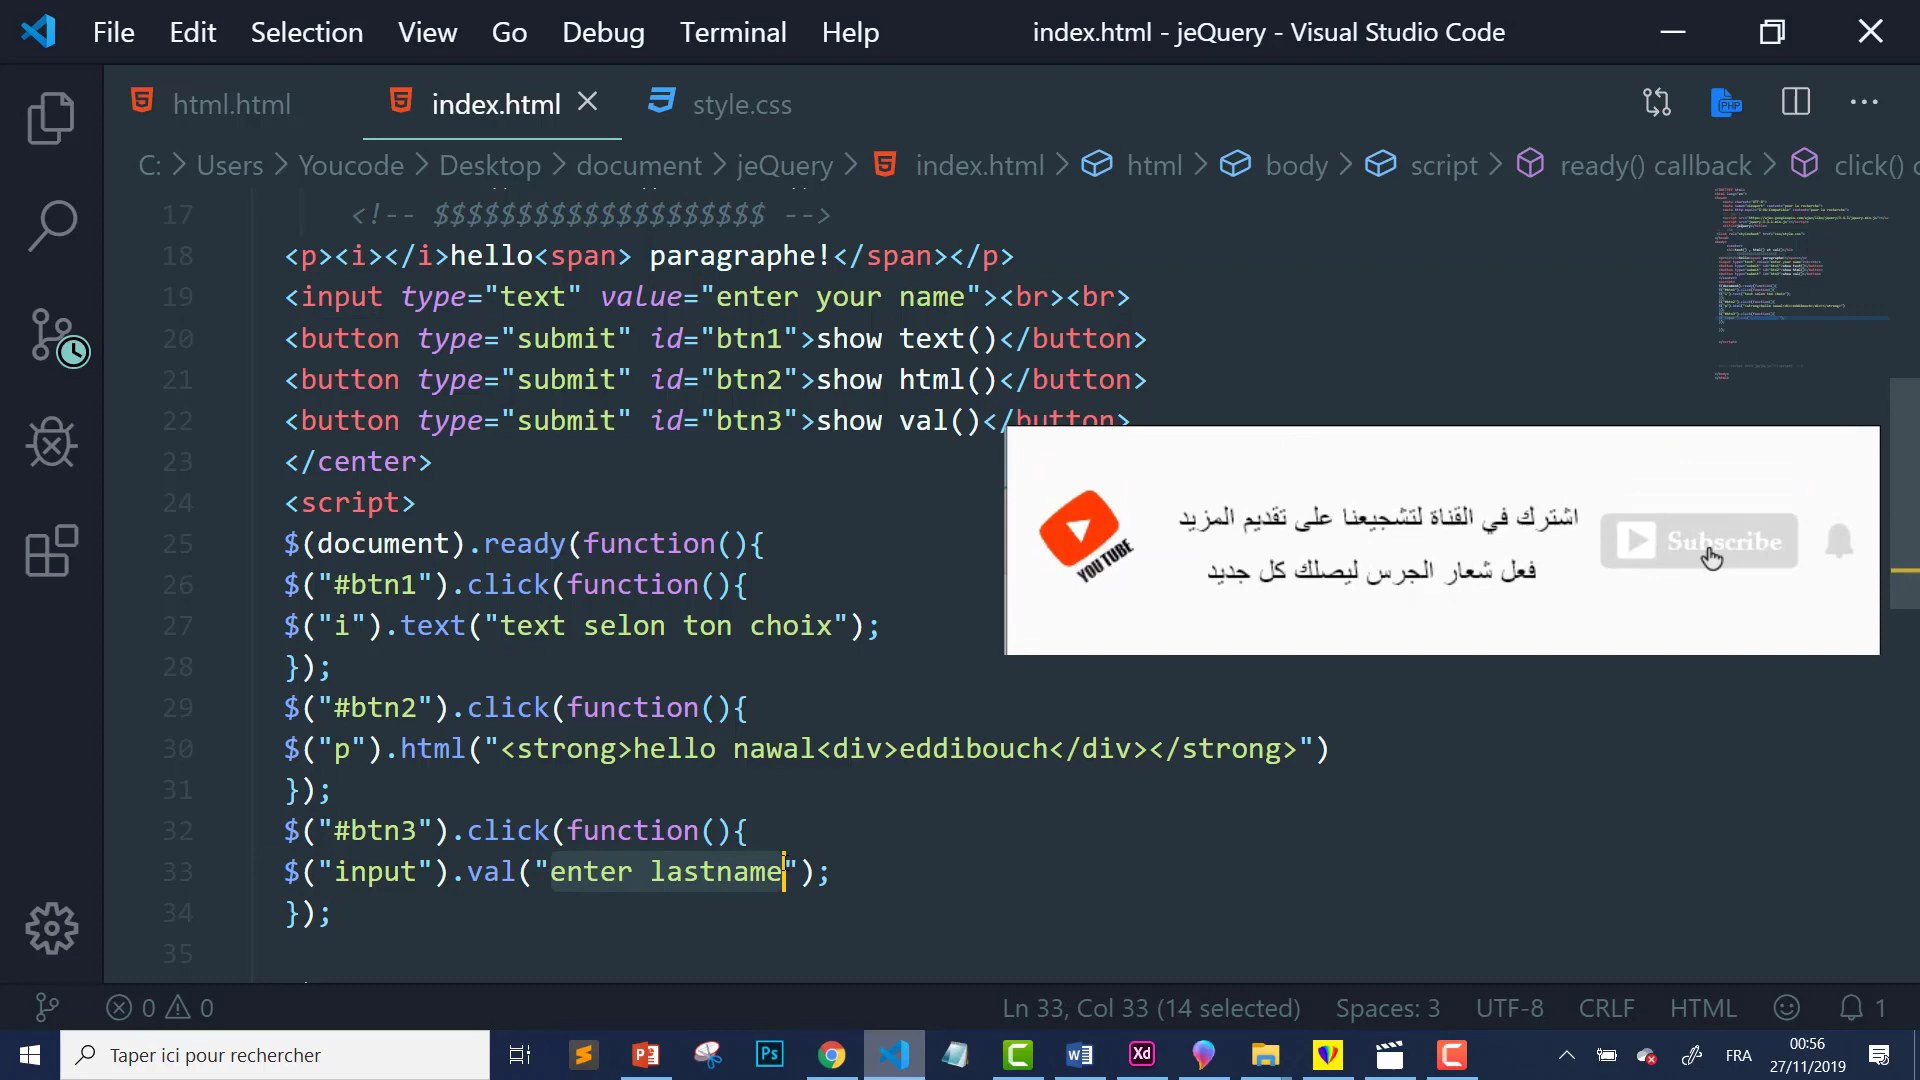 File Edit Selection View Go Debug Terminal Help index.html - jeQuery - Visual Studio Code
html.html index.html style.css
C: > Users > Youcode > Desktop > document > jeQuery > index.html > html > body > script > ready() callback > click() c
17 <!-- $$$$$$$$$$$$$$$$$$$$ -->
18 <p><i></i>hello<span> paragraphe!</span></p>
19 <input type="text" value="enter your name"><br><br>
20 <button type="submit" id="btn1">show text()</button>
21 <button type="submit" id="btn2">show html()</button>
22 <button type="submit" id="btn3">show val()</button>
23 </center>
24 <script>
25 $(document).ready(function(){
26 $("#btn1").click(function(){
27 $("i").text("text selon ton choix");
28 });
29 $("#btn2").click(function(){
30 $("p").html("<strong>hello nawal<div>eddibouch</div></strong>")
31 });
32 $("#btn3").click(function(){
33 $("input").val("enter lastname");
34 });
35
YOUTUBE
اشترك في القناة لتشجيعنا على تقديم المزيد
فعل شعار الجرس ليصلك كل جديد
Subscribe
0 0 Ln 33, Col 33 (14 selected) Spaces: 3 UTF-8 CRLF HTML 1
Taper ici pour rechercher
FRA
00:56
27/11/2019